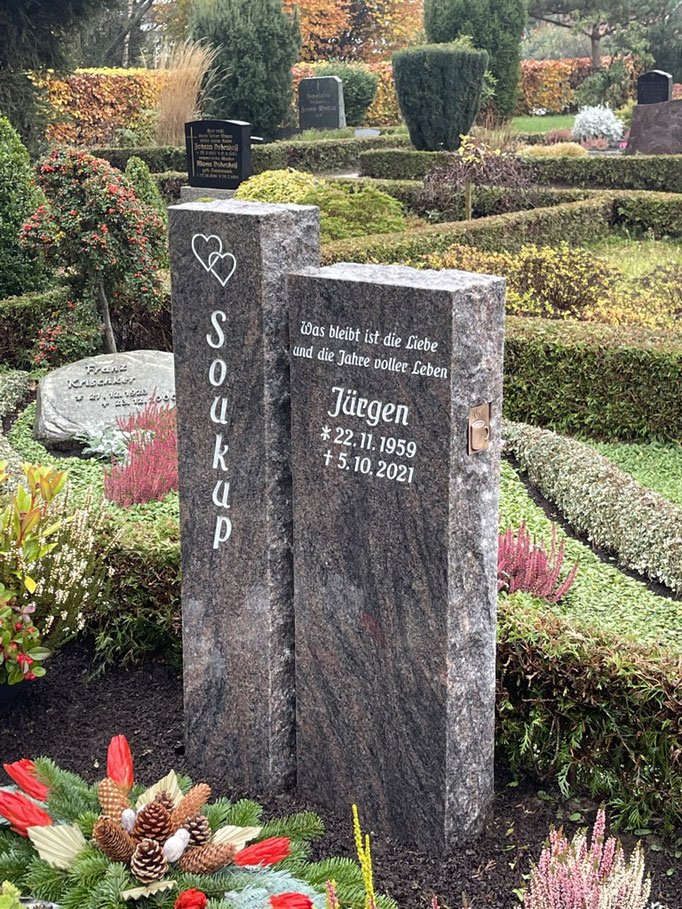 Soukup
Was bleibt ist die Liebe
und die Jahre voller Leben
Jürgen
* 22.11.1959
† 5.10.2021
Franz
Krischker